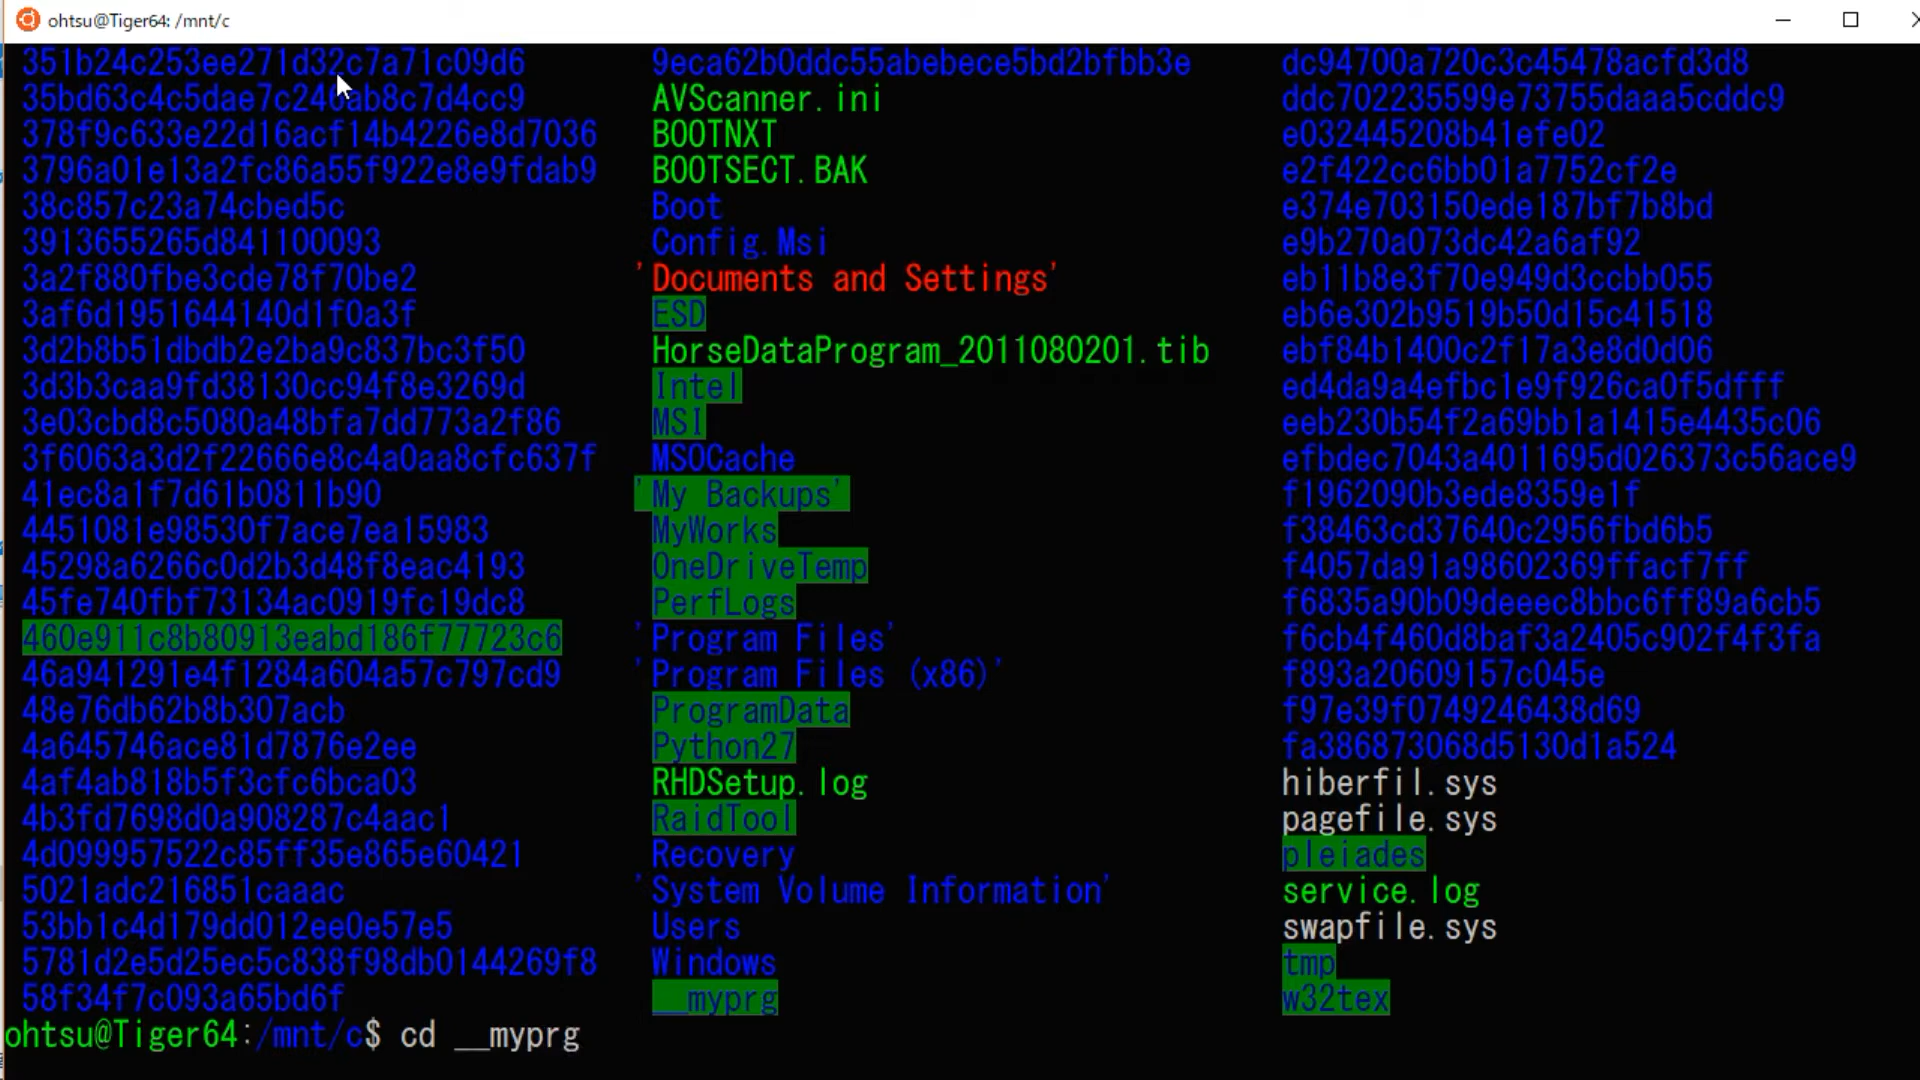 ohtsu@Tiger64: /mnt/c
351b24c253ee271d32c7a71c09d6 9eca62b0ddc55abebece5bd2bfbb3e dc94700a720c3c45478acfd3d8
35bd63c4c5dae7c246ab8c7d4cc9 AVScanner.ini ddc702235599e73755daaa5cddc9
378f9c633e22d16acf14b4226e8d7036 BOOTNXT e032445208b41efe02
3796a01e13a2fc86a55f922e8e9fdab9 BOOTSECT.BAK e2f422cc6bb01a7752cf2e
38c857c23a74cbed5c Boot e374e703150ede187bf7b8bd
3913655265d841100093 Config.Msi e9b270a073dc42a6af92
3a2f880fbe3cde78f70be2 'Documents and Settings' eb11b8e3f70e949d3ccbb055
3af6d1951644140d1f0a3f ESD eb6e302b9519b50d15c41518
3d2b8b51dbdb2e2ba9c837bc3f50 HorseDataProgram_2011080201.tib ebf84b1400c2f17a3e8d0d06
3d3b3caa9fd38130cc94f8e3269d Intel ed4da9a4efbc1e9f926ca0f5dfff
3e03cbd8c5080a48bfa7dd773a2f86 MSI eeb230b54f2a69bb1a1415e4435c06
3f6063a3d2f22666e8c4a0aa8cfc637f MSOCache efbdec7043a4011695d026373c56ace9
41ec8a1f7d61b0811b90 'My Backups' f1962090b3ede8359e1f
4451081e98530f7ace7ea15983 MyWorks f38463cd37640c2956fbd6b5
45298a6266c0d2b3d48f8eac4193 OneDriveTemp f4057da91a98602369ffacf7ff
45fe740fbf73134ac0919fc19dc8 PerfLogs f6835a90b09deeec8bbc6ff89a6cb5
460e911c8b80913eabd186f77723c6 'Program Files' f6cb4f460d8baf3a2405c902f4f3fa
46a941291e4f1284a604a57c797cd9 'Program Files (x86)' f893a20609157c045e
48e76db62b8b307acb ProgramData f97e39f0749246438d69
4a645746ace81d7876e2ee Python27 fa386873068d5130d1a524
4af4ab818b5f3cfc6bca03 RHDSetup.log hiberfil.sys
4b3fd7698d0a908287c4aac1 RaidTool pagefile.sys
4d099957522c85ff35e865e60421 Recovery pleiades
5021adc216851caaac 'System Volume Information' service.log
53bb1c4d179dd012ee0e57e5 Users swapfile.sys
5781d2e5d25ec5c838f98db0144269f8 Windows tmp
58f34f7c093a65bd6f __myprg w32tex
ohtsu@Tiger64:/mnt/c$ cd __myprg